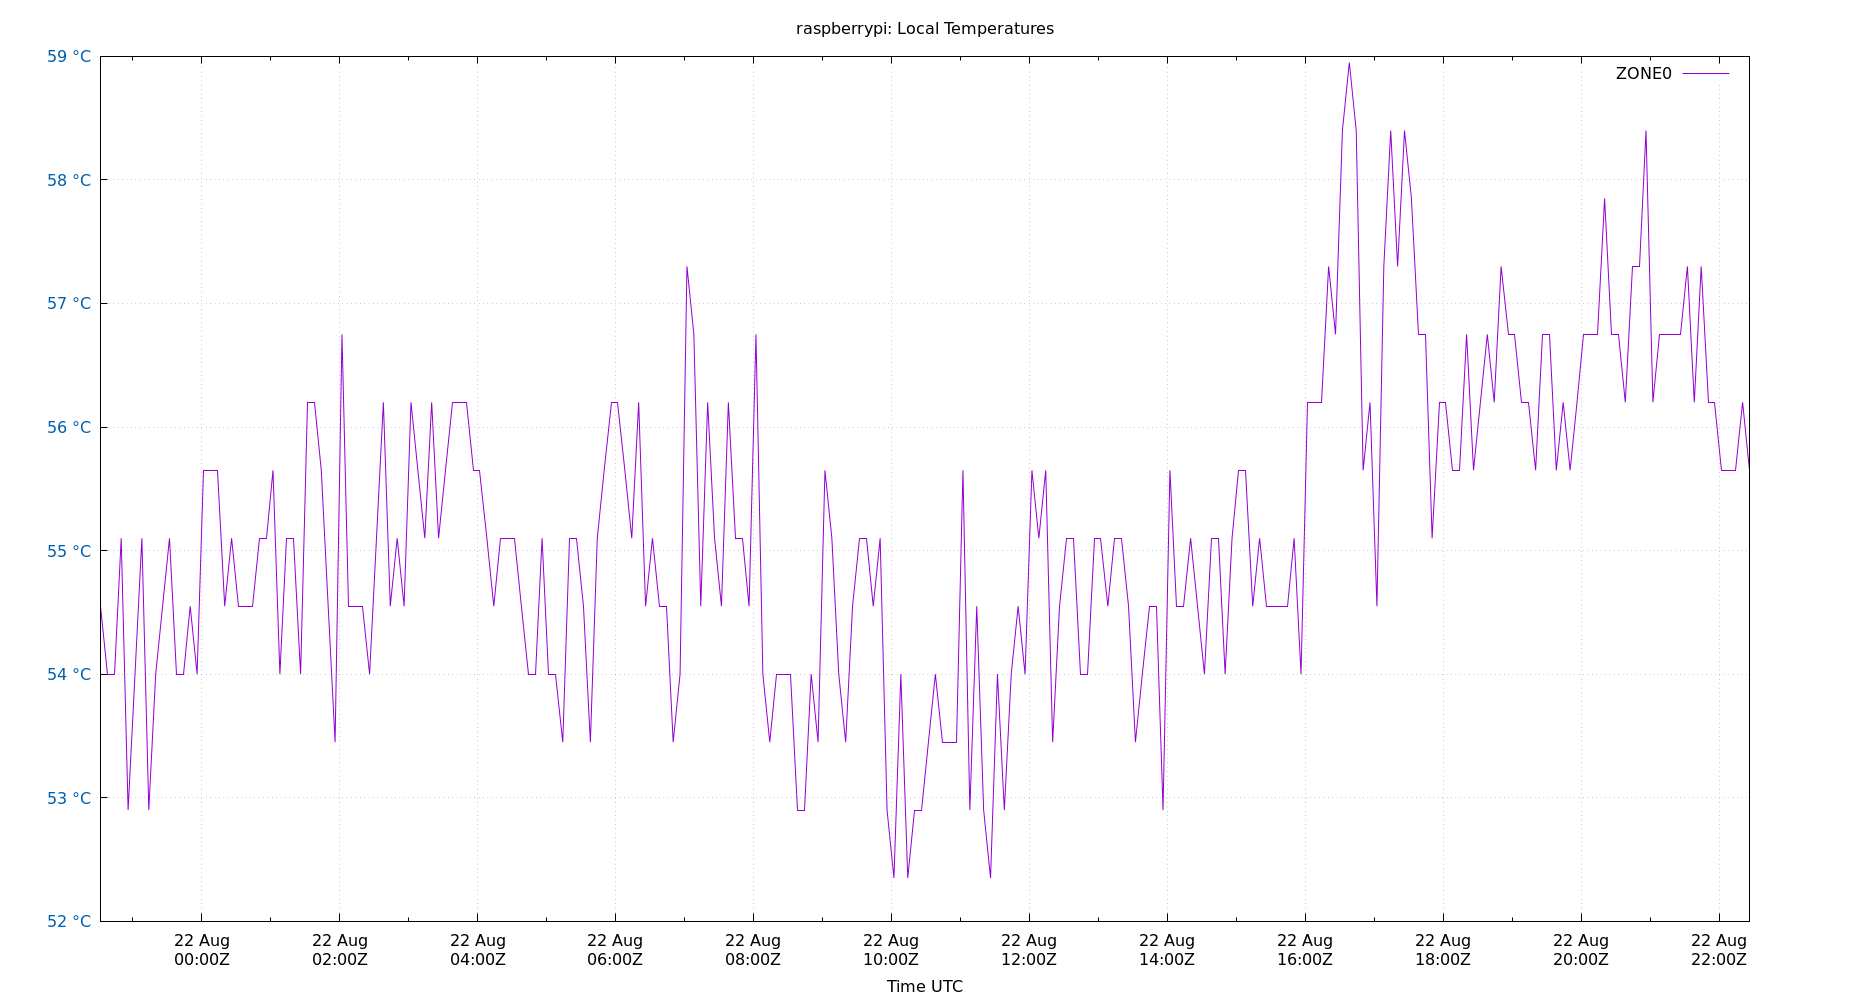 raspberrypi: Local Temperatures
ZONE0
59 °C
58 °C
57 °C
56 °C
55 °C
54 °C
53 °C
52 °C
22 Aug 22 Aug 22 Aug 22 Aug 22 Aug 22 Aug 22 Aug 22 Aug 22 Aug 22 Aug 22 Aug 22 Aug
00:00Z 02:00Z 04:00Z 06:00Z 08:00Z 10:00Z 12:00Z 14:00Z 16:00Z 18:00Z 20:00Z 22:00Z
Time UTC